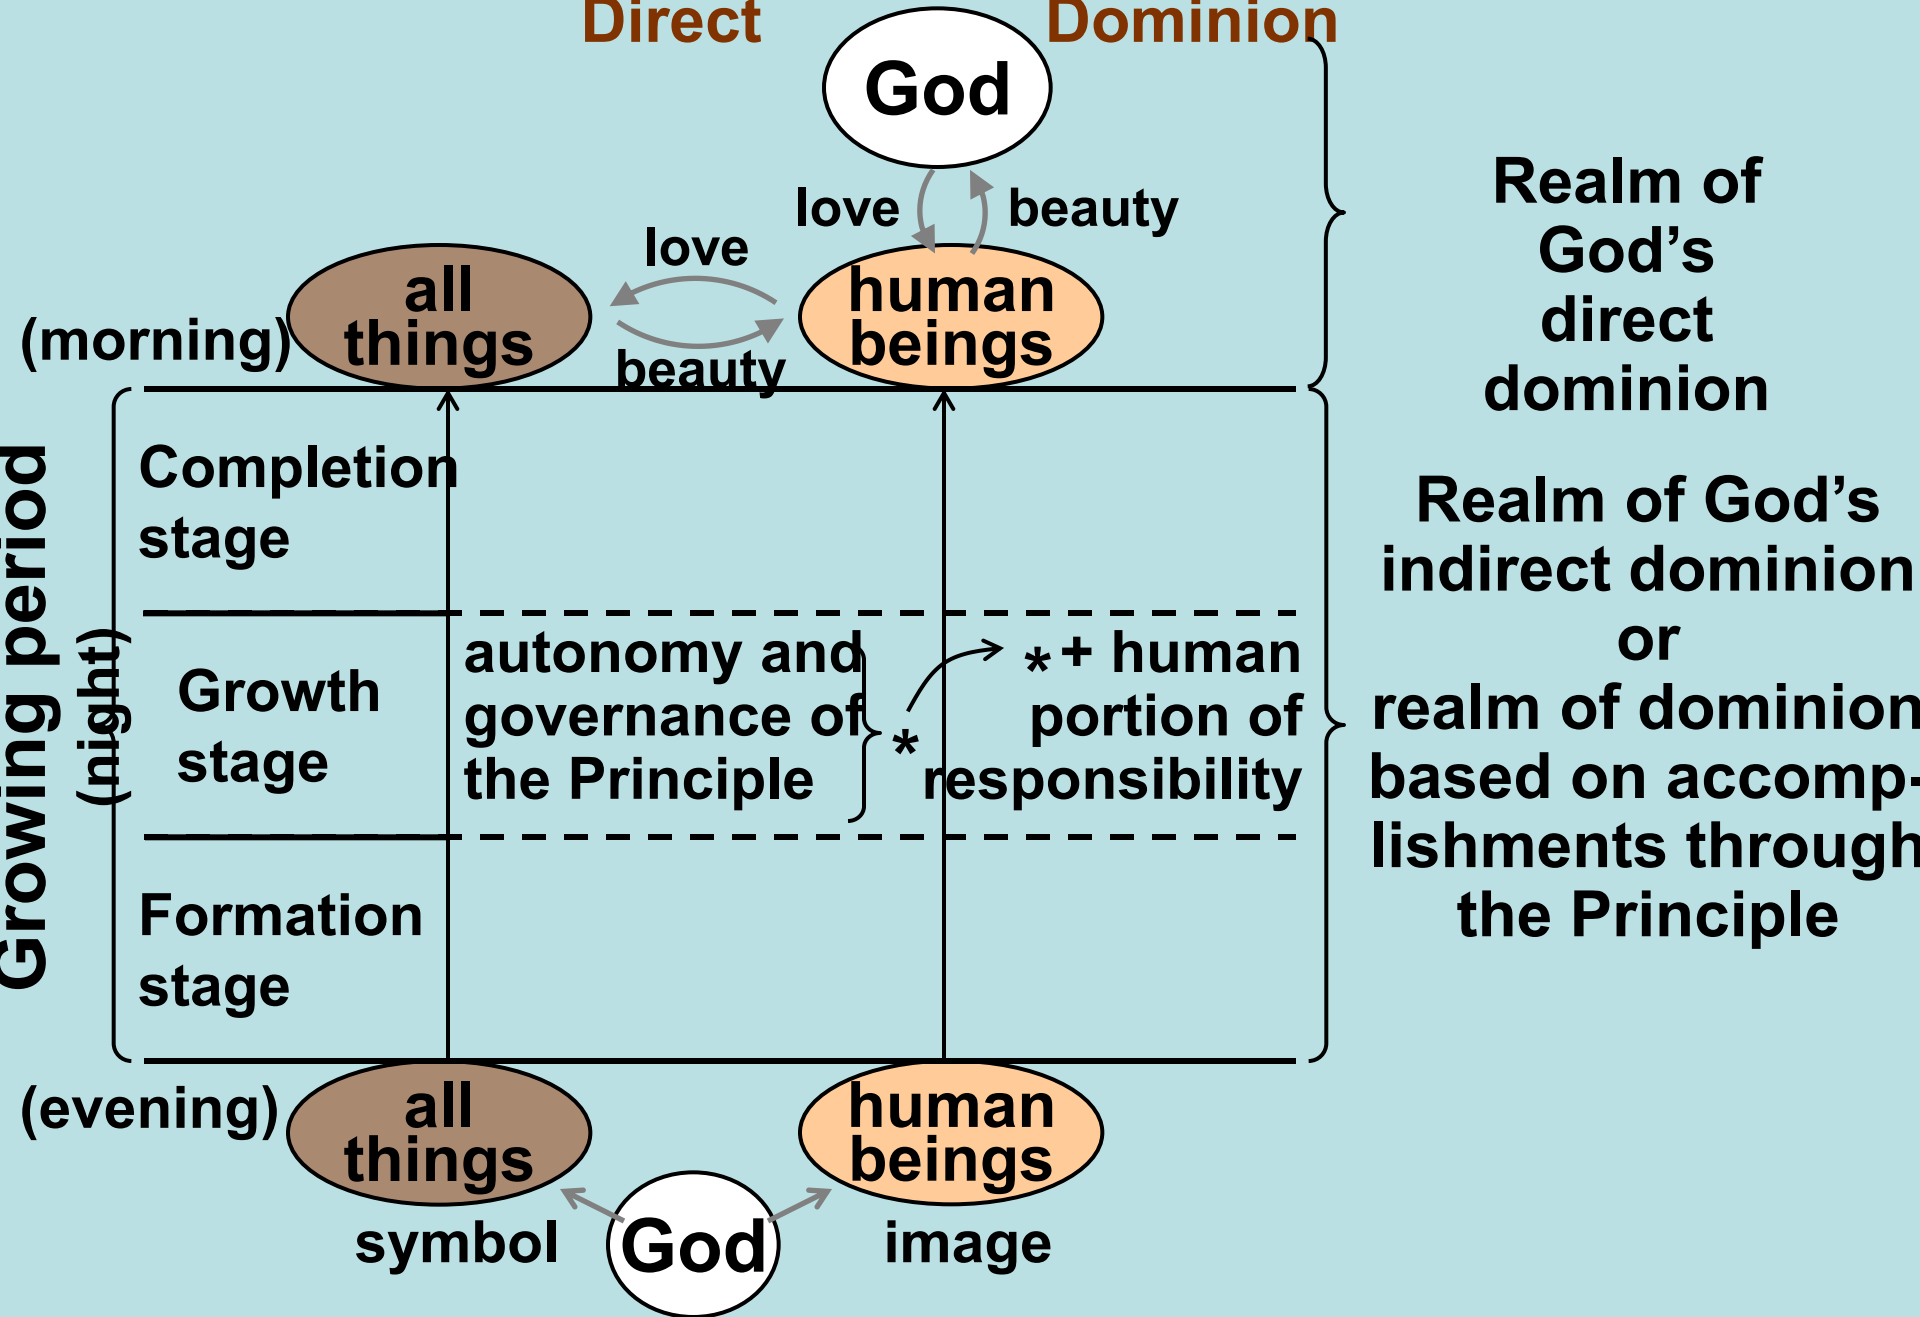 Direct Dominion
God
love beauty
love
all
things
human
beings
beauty
(morning)
Realm of
God’s
direct
dominion
Growing period
(night)
Completion
stage
Growth
stage
Formation
stage
autonomy and
governance of
the Principle
*
* + human
portion of
responsibility
Realm of God’s
indirect dominion
or
realm of dominion
based on accomp-
lishments through
the Principle
(evening)
all
things
human
beings
symbol
God
image